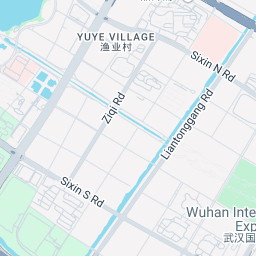 YUYE VILLAGE
渔业村
Sixin N Rd
Ziqi Rd
Liantonggang Rd
Sixin S Rd
Wuhan Inte
Exp
武汉国